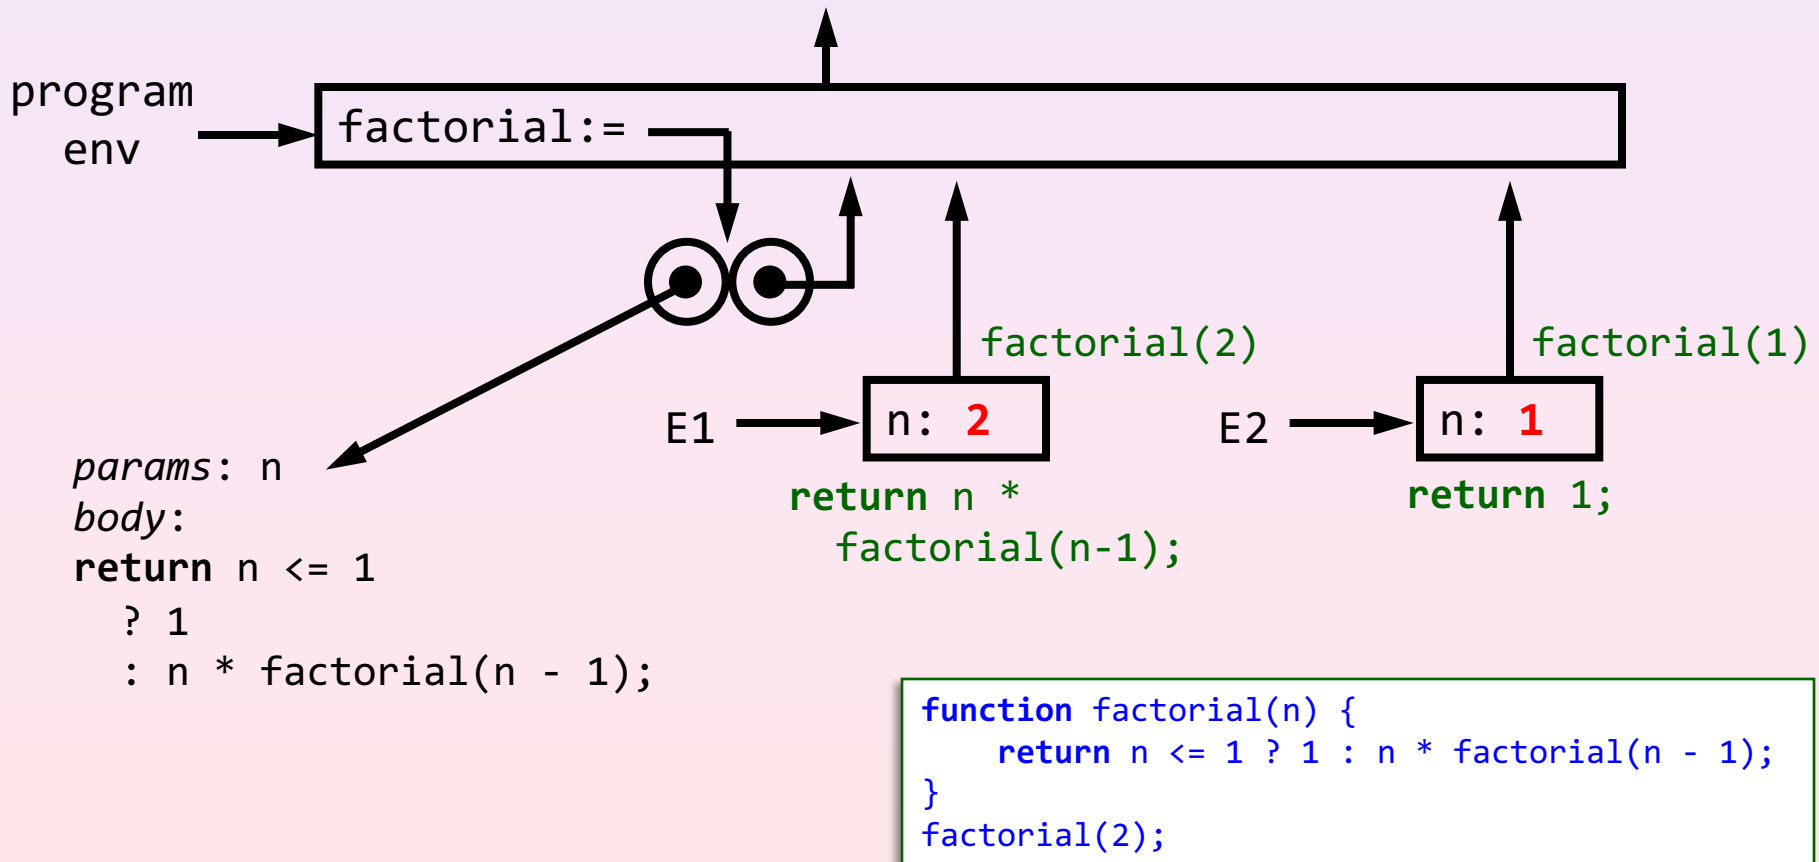 program
env
factorial:=
factorial(2)
factorial(1)
E1
n: 2
E2
n: 1
return n *
factorial(n-1);
return 1;
params: n
body:
return n <= 1
? 1
: n * factorial(n - 1);
function factorial(n) {
    return n <= 1 ? 1 : n * factorial(n - 1);
}
factorial(2);